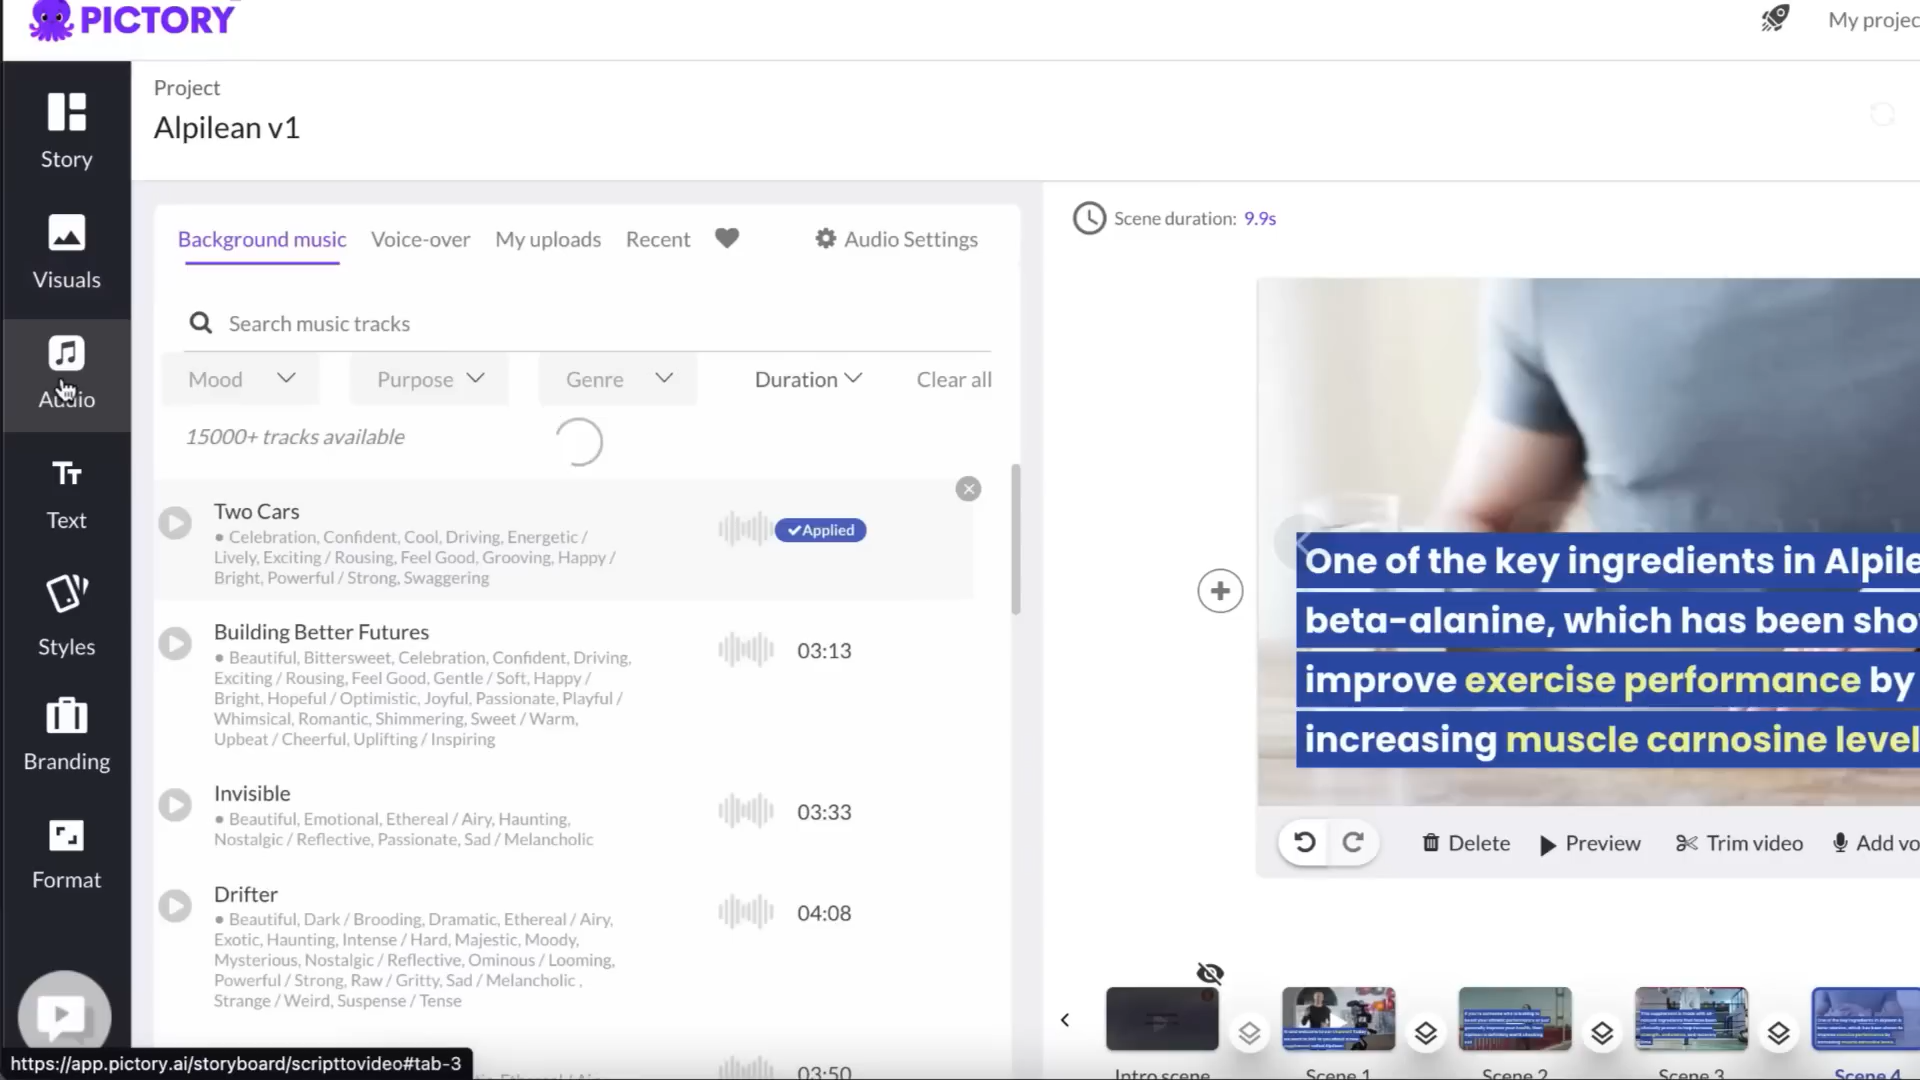 PICTORY
My projec
Project
Alpilean v1
Story
Visuals
Audio
Text
Styles
Branding
Format
Background music
Voice-over
My uploads
Recent
Audio Settings
Search music tracks
Mood
Purpose
Genre
Duration
Clear all
15000+ tracks available
Two Cars
• Celebration, Confident, Cool, Driving, Energetic /
Lively, Exciting / Rousing, Feel Good, Grooving, Happy /
Bright, Powerful / Strong, Swaggering
Applied
Building Better Futures
• Beautiful, Bittersweet, Celebration, Confident, Driving,
Exciting / Rousing, Feel Good, Gentle / Soft, Happy /
Bright, Hopeful / Optimistic, Joyful, Passionate, Playful /
Whimsical, Romantic, Shimmering, Sweet / Warm,
Upbeat / Cheerful, Uplifting / Inspiring
03:13
Invisible
• Beautiful, Emotional, Ethereal / Airy, Haunting,
Nostalgic / Reflective, Passionate, Sad / Melancholic
03:33
Drifter
• Beautiful, Dark / Brooding, Dramatic, Ethereal / Airy,
Exotic, Haunting, Intense / Hard, Majestic, Moody,
Mysterious, Nostalgic / Reflective, Ominous / Looming,
Powerful / Strong, Raw / Gritty, Sad / Melancholic ,
Strange / Weird, Suspense / Tense
04:08
03:50
https://app.pictory.ai/storyboard/scripttovideo#tab-3
Scene duration: 9.9s
One of the key ingredients in Alpile
beta-alanine, which has been sho
improve exercise performance by
increasing muscle carnosine level
Delete
Preview
Trim video
Add vo
Intro scene
Scene 1
Scene 2
Scene 3
Scene 4